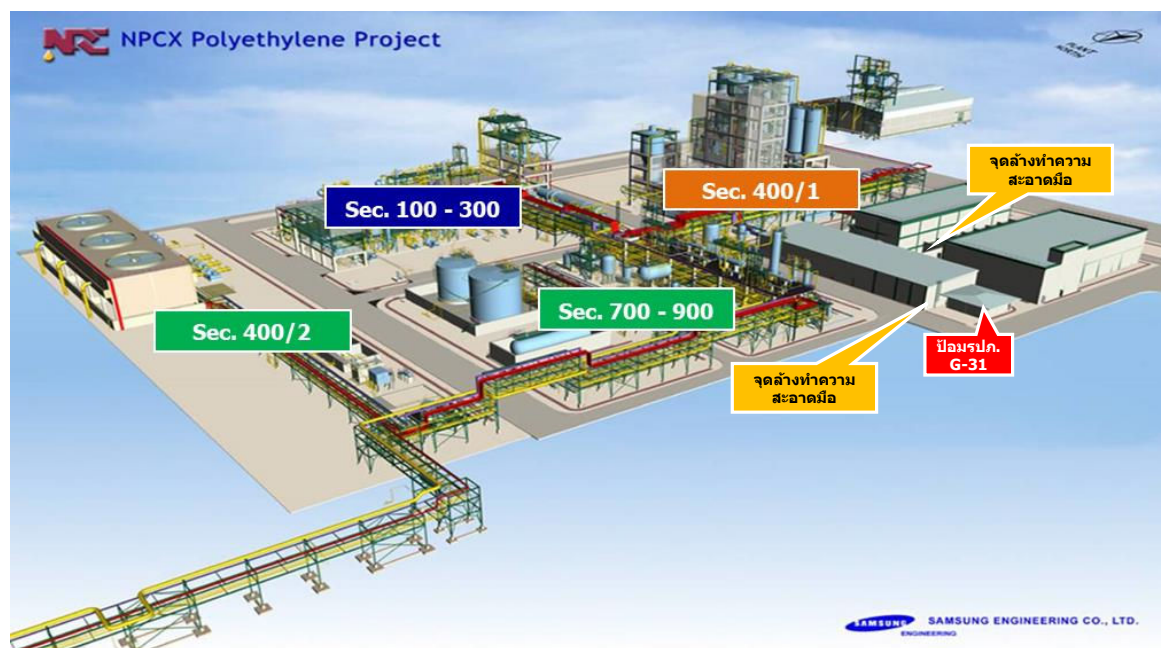 NPC NPCX Polyethylene Project
PLANT
NORTH
จุดล้างทำความ
สะอาดมือ
Sec. 400/1
Sec. 100 - 300
Sec. 700 - 900
Sec. 400/2
ป้อมรปภ.
G-31
จุดล้างทำความ
สะอาดมือ
SAMSUNG SAMSUNG ENGINEERING CO., LTD.
ENGINEERING